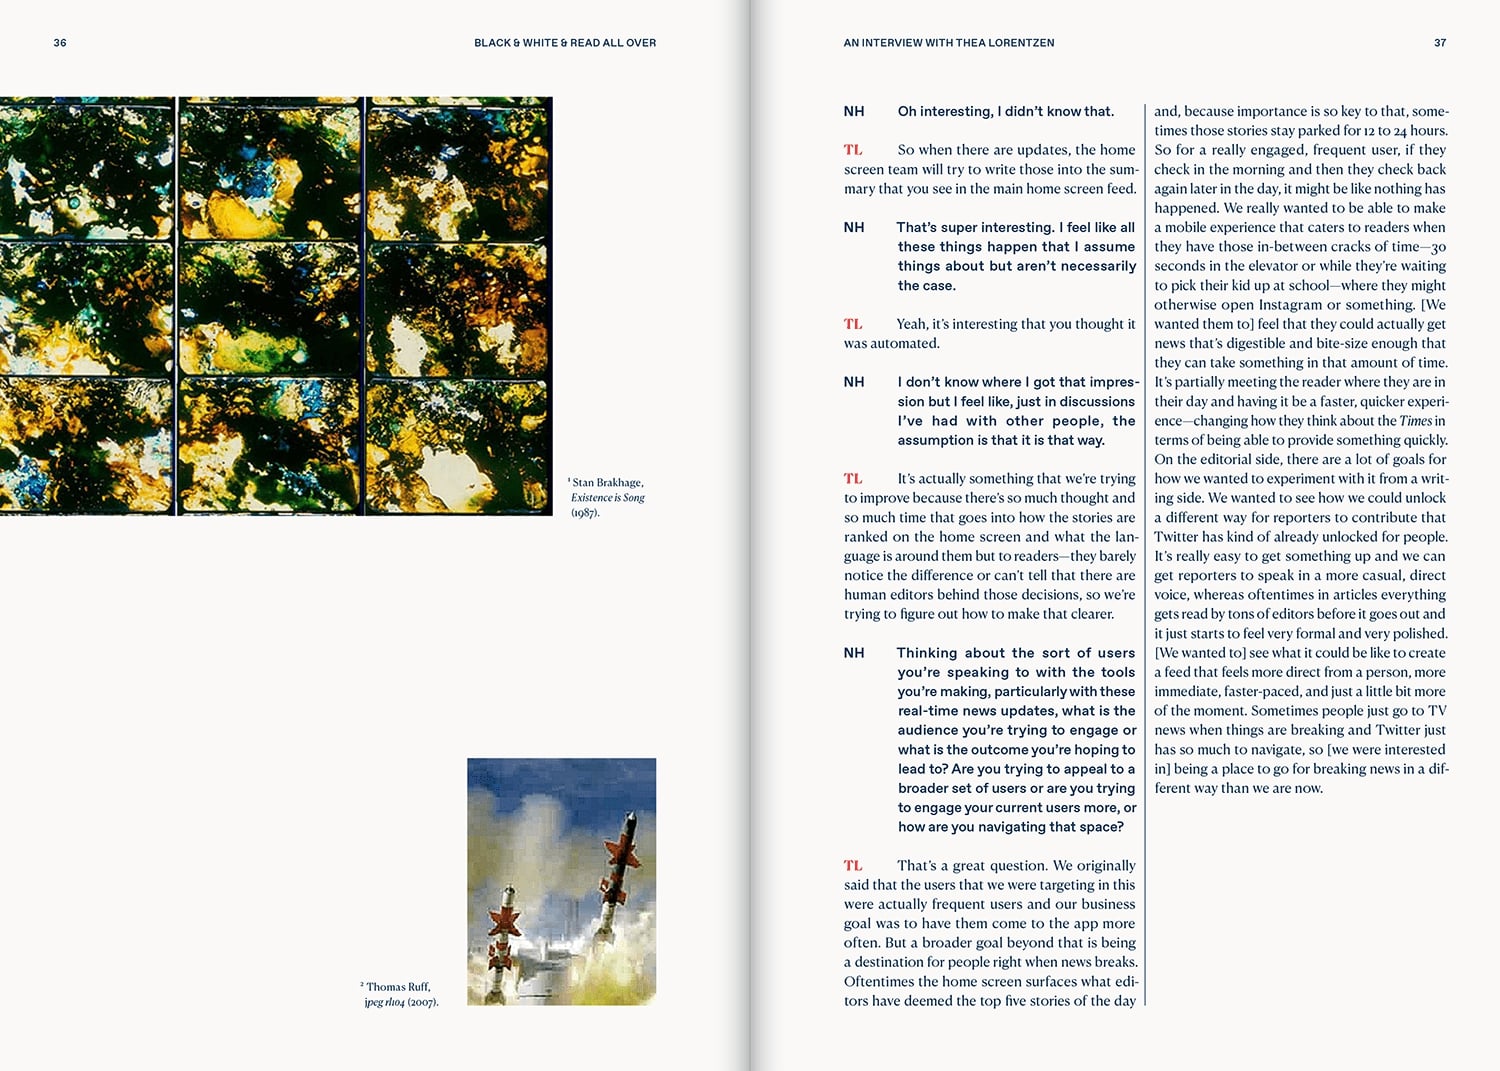 36
BLACK & WHITE & READ ALL OVER
¹ Stan Brakhage,
Existence is Song
(1987).
² Thomas Ruff,
jpeg rl104 (2007).
AN INTERVIEW WITH THEA LORENTZEN
37
NH Oh interesting, I didn’t know that.
TL So when there are updates, the home
screen team will try to write those into the sum-
mary that you see in the main home screen feed.
NH That’s super interesting. I feel like all
these things happen that I assume
things about but aren’t necessarily
the case.
TL Yeah, it’s interesting that you thought it
was automated.
NH I don’t know where I got that impres-
sion but I feel like, just in discussions
I’ve had with other people, the
assumption is that it is that way.
TL It’s actually something that we’re trying
to improve because there’s so much thought and
so much time that goes into how the stories are
ranked on the home screen and what the lan-
guage is around them but to readers—they barely
notice the difference or can’t tell that there are
human editors behind those decisions, so we’re
trying to figure out how to make that clearer.
NH Thinking about the sort of users
you’re speaking to with the tools
you’re making, particularly with these
real-time news updates, what is the
audience you’re trying to engage or
what is the outcome you’re hoping to
lead to? Are you trying to appeal to a
broader set of users or are you trying
to engage your current users more, or
how are you navigating that space?
TL That’s a great question. We originally
said that the users that we were targeting in this
were actually frequent users and our business
goal was to have them come to the app more
often. But a broader goal beyond that is being
a destination for people right when news breaks.
Oftentimes the home screen surfaces what edi-
tors have deemed the top five stories of the day
and, because importance is so key to that, some-
times those stories stay parked for 12 to 24 hours.
So for a really engaged, frequent user, if they
check in the morning and then they check back
again later in the day, it might be like nothing has
happened. We really wanted to be able to make
a mobile experience that caters to readers when
they have those in-between cracks of time—30
seconds in the elevator or while they’re waiting
to pick their kid up at school—where they might
otherwise open Instagram or something. [We
wanted them to] feel that they could actually get
news that’s digestible and bite-size enough that
they can take something in that amount of time.
It’s partially meeting the reader where they are in
their day and having it be a faster, quicker experi-
ence—changing how they think about the Times in
terms of being able to provide something quickly.
On the editorial side, there are a lot of goals for
how we wanted to experiment with it from a writ-
ing side. We wanted to see how we could unlock
a different way for reporters to contribute that
Twitter has kind of already unlocked for people.
It’s really easy to get something up and we can
get reporters to speak in a more casual, direct
voice, whereas oftentimes in articles everything
gets read by tons of editors before it goes out and
it just starts to feel very formal and very polished.
[We wanted to] see what it could be like to create
a feed that feels more direct from a person, more
immediate, faster-paced, and just a little bit more
of the moment. Sometimes people just go to TV
news when things are breaking and Twitter just
has so much to navigate, so [we were interested
in] being a place to go for breaking news in a dif-
ferent way than we are now.